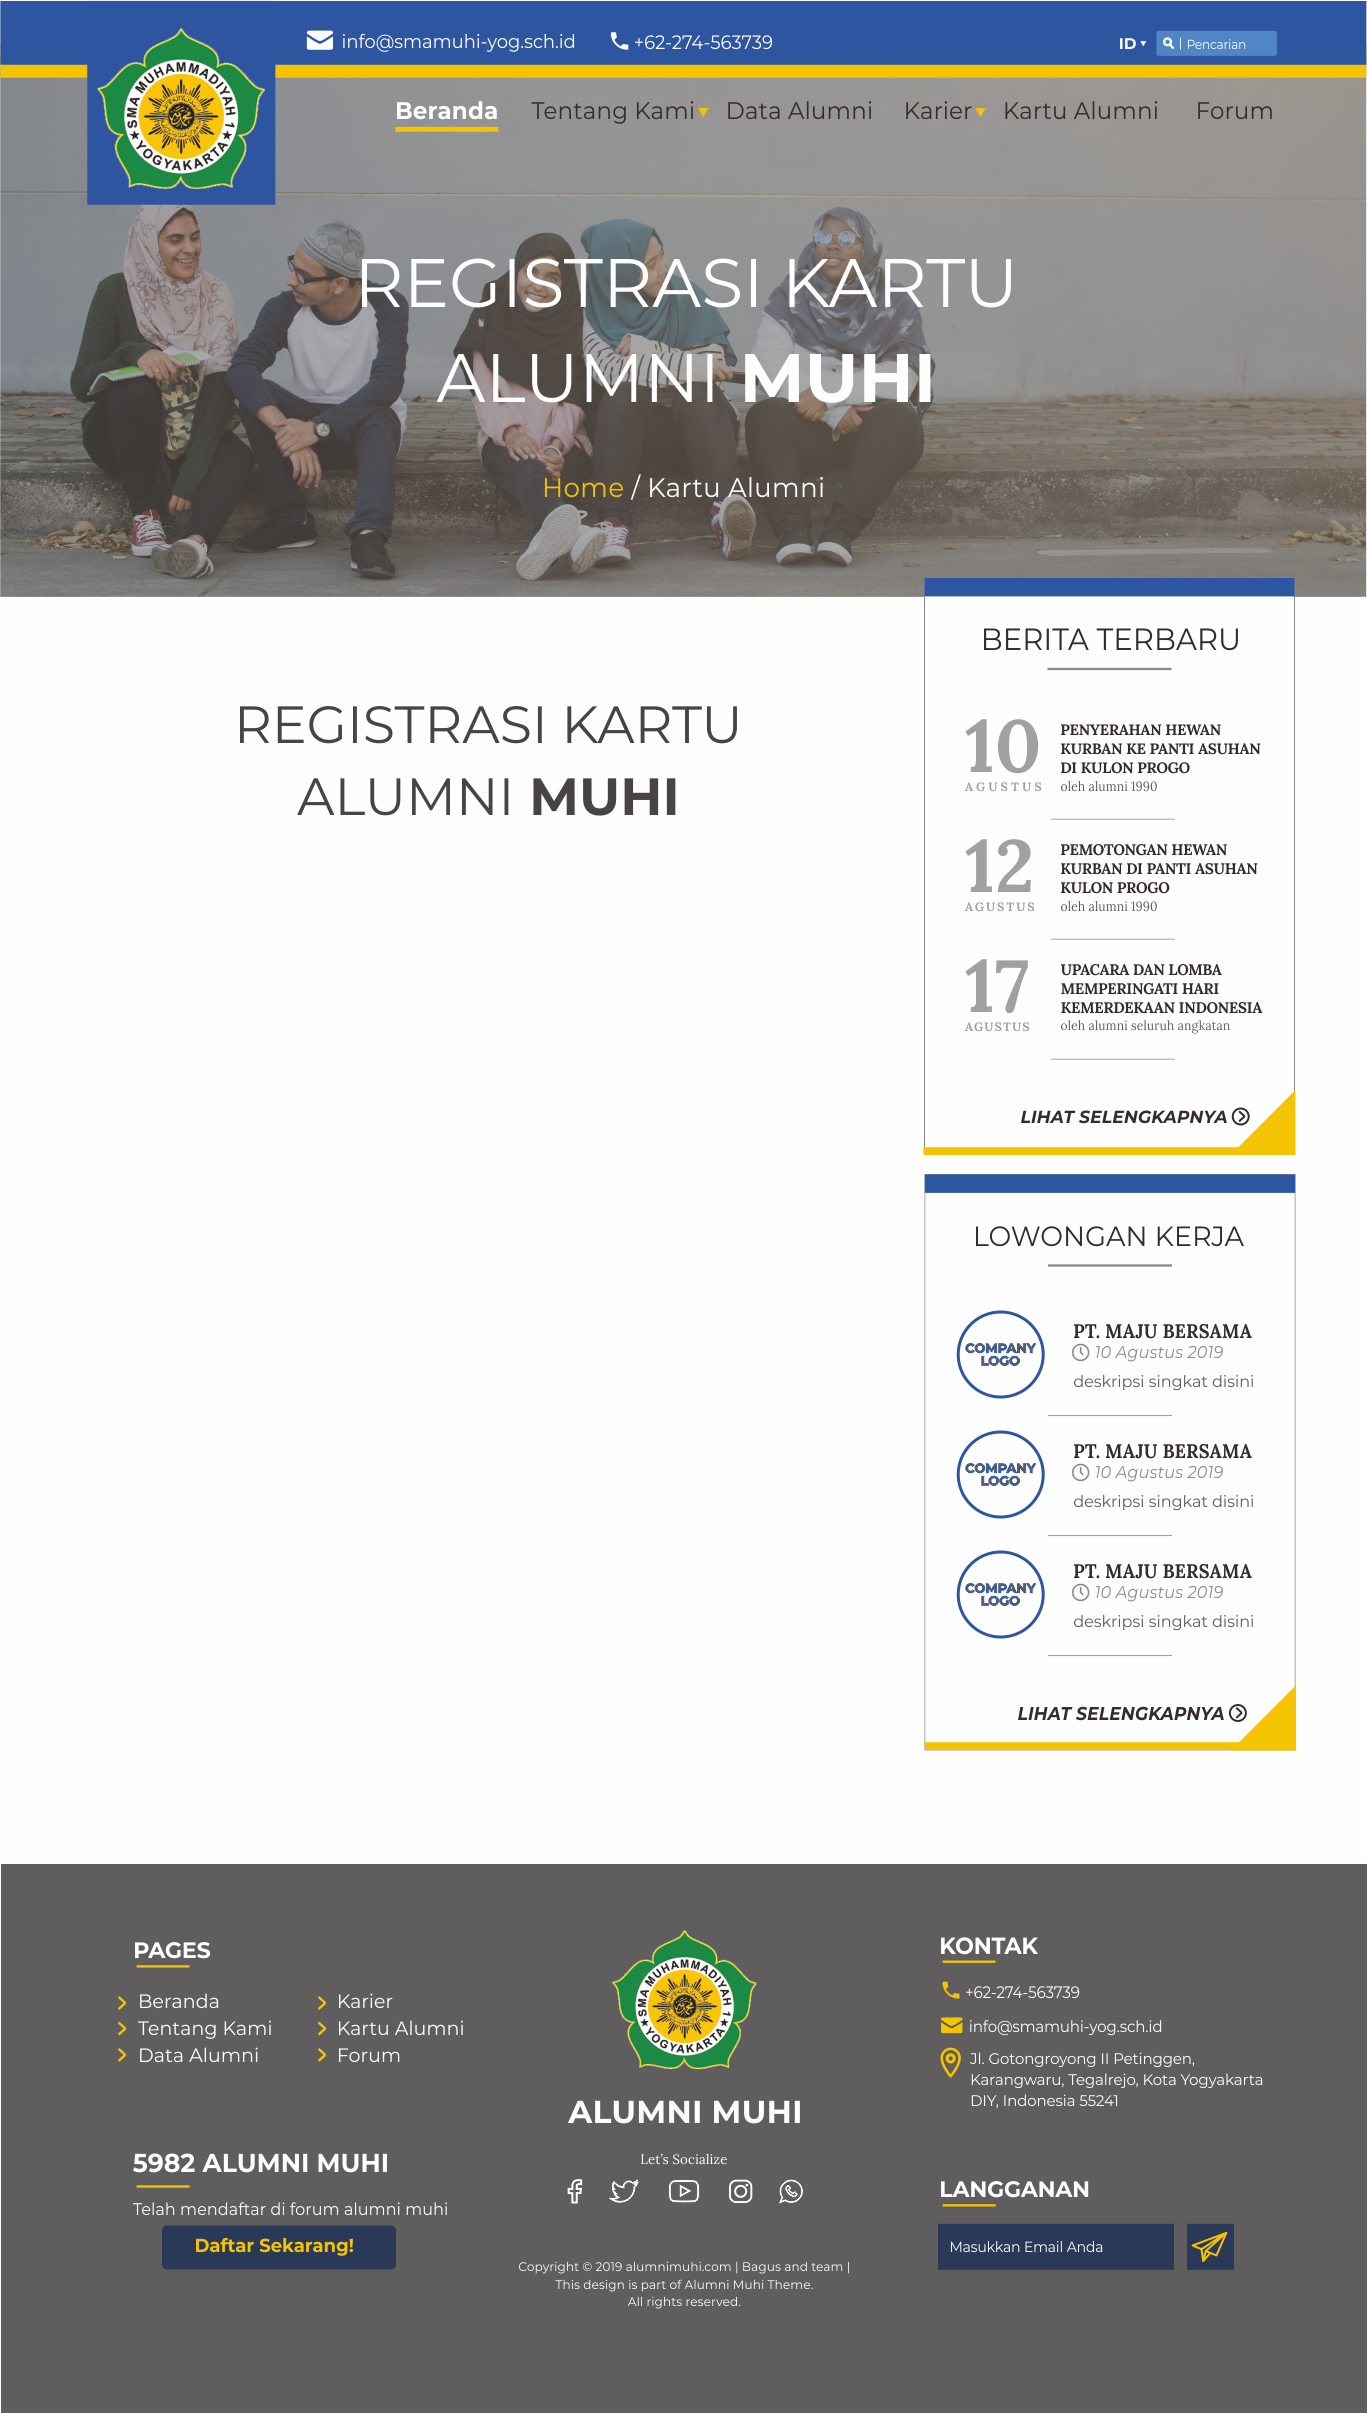 info@smamuhi-yog.sch.id
+62-274-563739
ID
Pencarian
SMA MUHAMMADIYAH 1
YOGYAKARTA
Beranda
Tentang Kami
Data Alumni
Karier
Kartu Alumni
Forum
REGISTRASI KARTU
ALUMNI MUHI
Home / Kartu Alumni
REGISTRASI KARTU
ALUMNI MUHI
BERITA TERBARU
10
AGUSTUS
PENYERAHAN HEWAN
KURBAN KE PANTI ASUHAN
DI KULON PROGO
oleh alumni 1990
12
AGUSTUS
PEMOTONGAN HEWAN
KURBAN DI PANTI ASUHAN
KULON PROGO
oleh alumni 1990
17
AGUSTUS
UPACARA DAN LOMBA
MEMPERINGATI HARI
KEMERDEKAAN INDONESIA
oleh alumni seluruh angkatan
LIHAT SELENGKAPNYA
LOWONGAN KERJA
COMPANY
LOGO
PT. MAJU BERSAMA
10 Agustus 2019
deskripsi singkat disini
COMPANY
LOGO
PT. MAJU BERSAMA
10 Agustus 2019
deskripsi singkat disini
COMPANY
LOGO
PT. MAJU BERSAMA
10 Agustus 2019
deskripsi singkat disini
LIHAT SELENGKAPNYA
PAGES
Beranda
Tentang Kami
Data Alumni
Karier
Kartu Alumni
Forum
5982 ALUMNI MUHI
Telah mendaftar di forum alumni muhi
Daftar Sekarang!
SMA MUHAMMADIYAH 1
YOGYAKARTA
ALUMNI MUHI
Let's Socialize
Copyright © 2019 alumnimuhi.com | Bagus and team |
This design is part of Alumni Muhi Theme.
All rights reserved.
KONTAK
+62-274-563739
info@smamuhi-yog.sch.id
Jl. Gotongroyong II Petinggen,
Karangwaru, Tegalrejo, Kota Yogyakarta
DIY, Indonesia 55241
LANGGANAN
Masukkan Email Anda